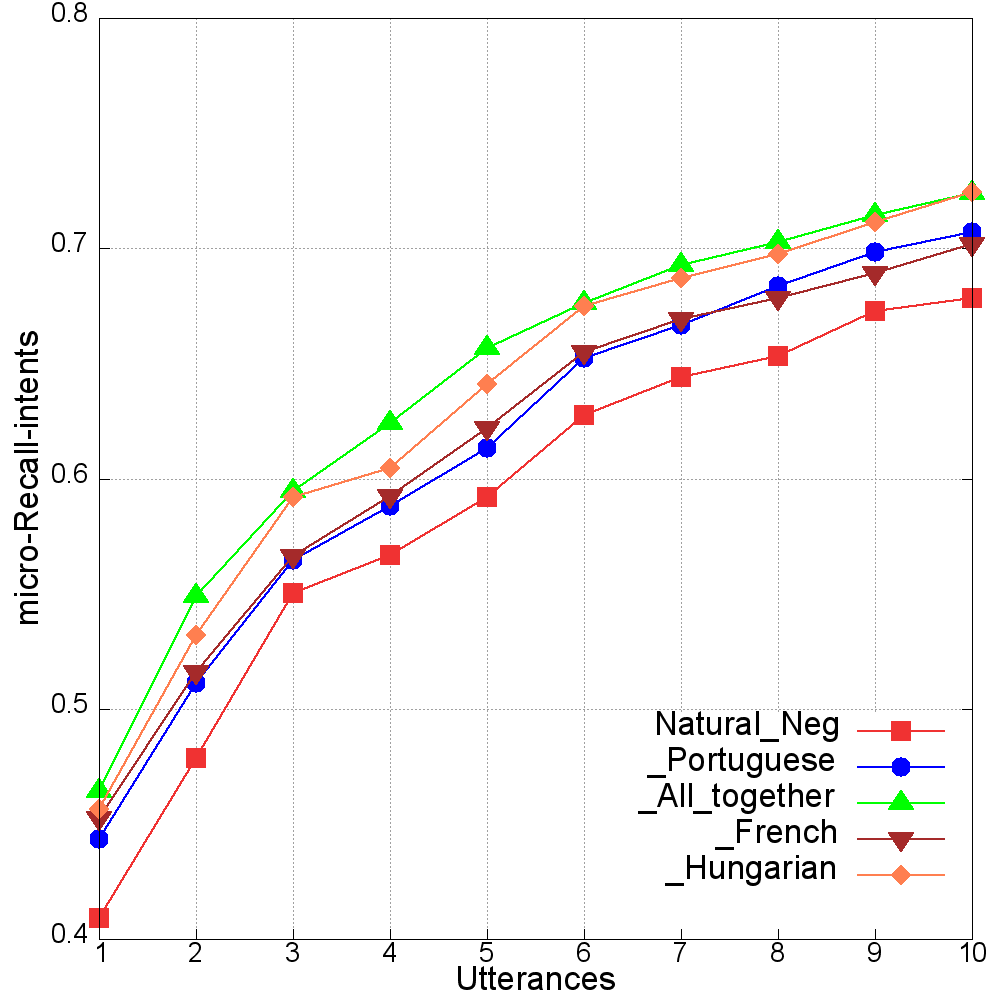 0.8
0.7
0.6
0.5
0.4
micro-Recall-intents
Natural_Neg
_Portuguese
_All_together
_French
_Hungarian
1 2 3 4 5 6 7 8 9 10
Utterances